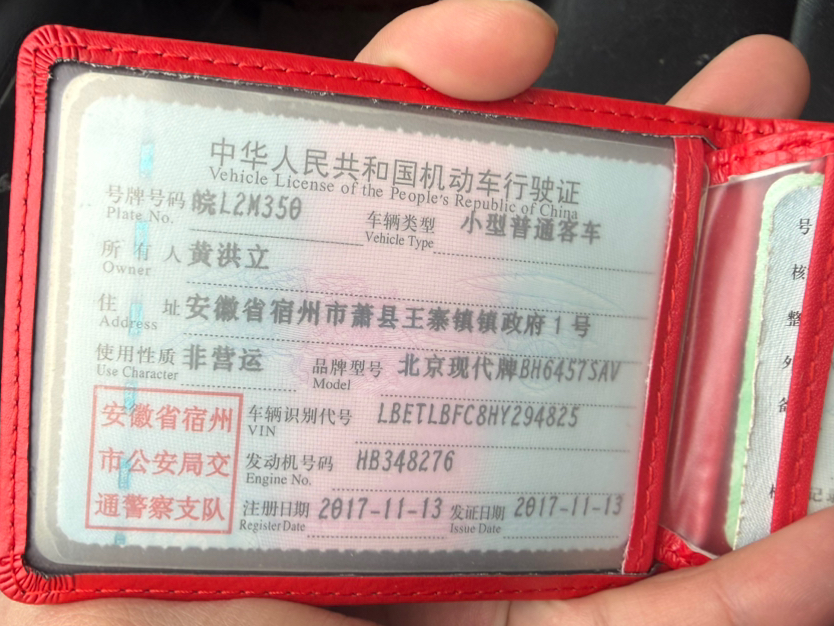 中华人民共和国机动车行驶证
Vehicle License of the People's Republic of China
号牌号码 皖L2M350 车辆类型 小型普通客车
Plate No. Vehicle Type
所有人 黄洪立
Owner
住址 安徽省宿州市萧县王寨镇镇政府1号
Address
使用性质 非营运 品牌型号 北京现代牌BH6457SAV
Use Character Model
安徽省宿州
市公安局交
通警察支队
车辆识别代号 LBETLBFC8HY294825
VIN
发动机号码 HB348276
Engine No.
注册日期 2017-11-13 发证日期 2017-11-13
Register Date Issue Date
号
核
整
记